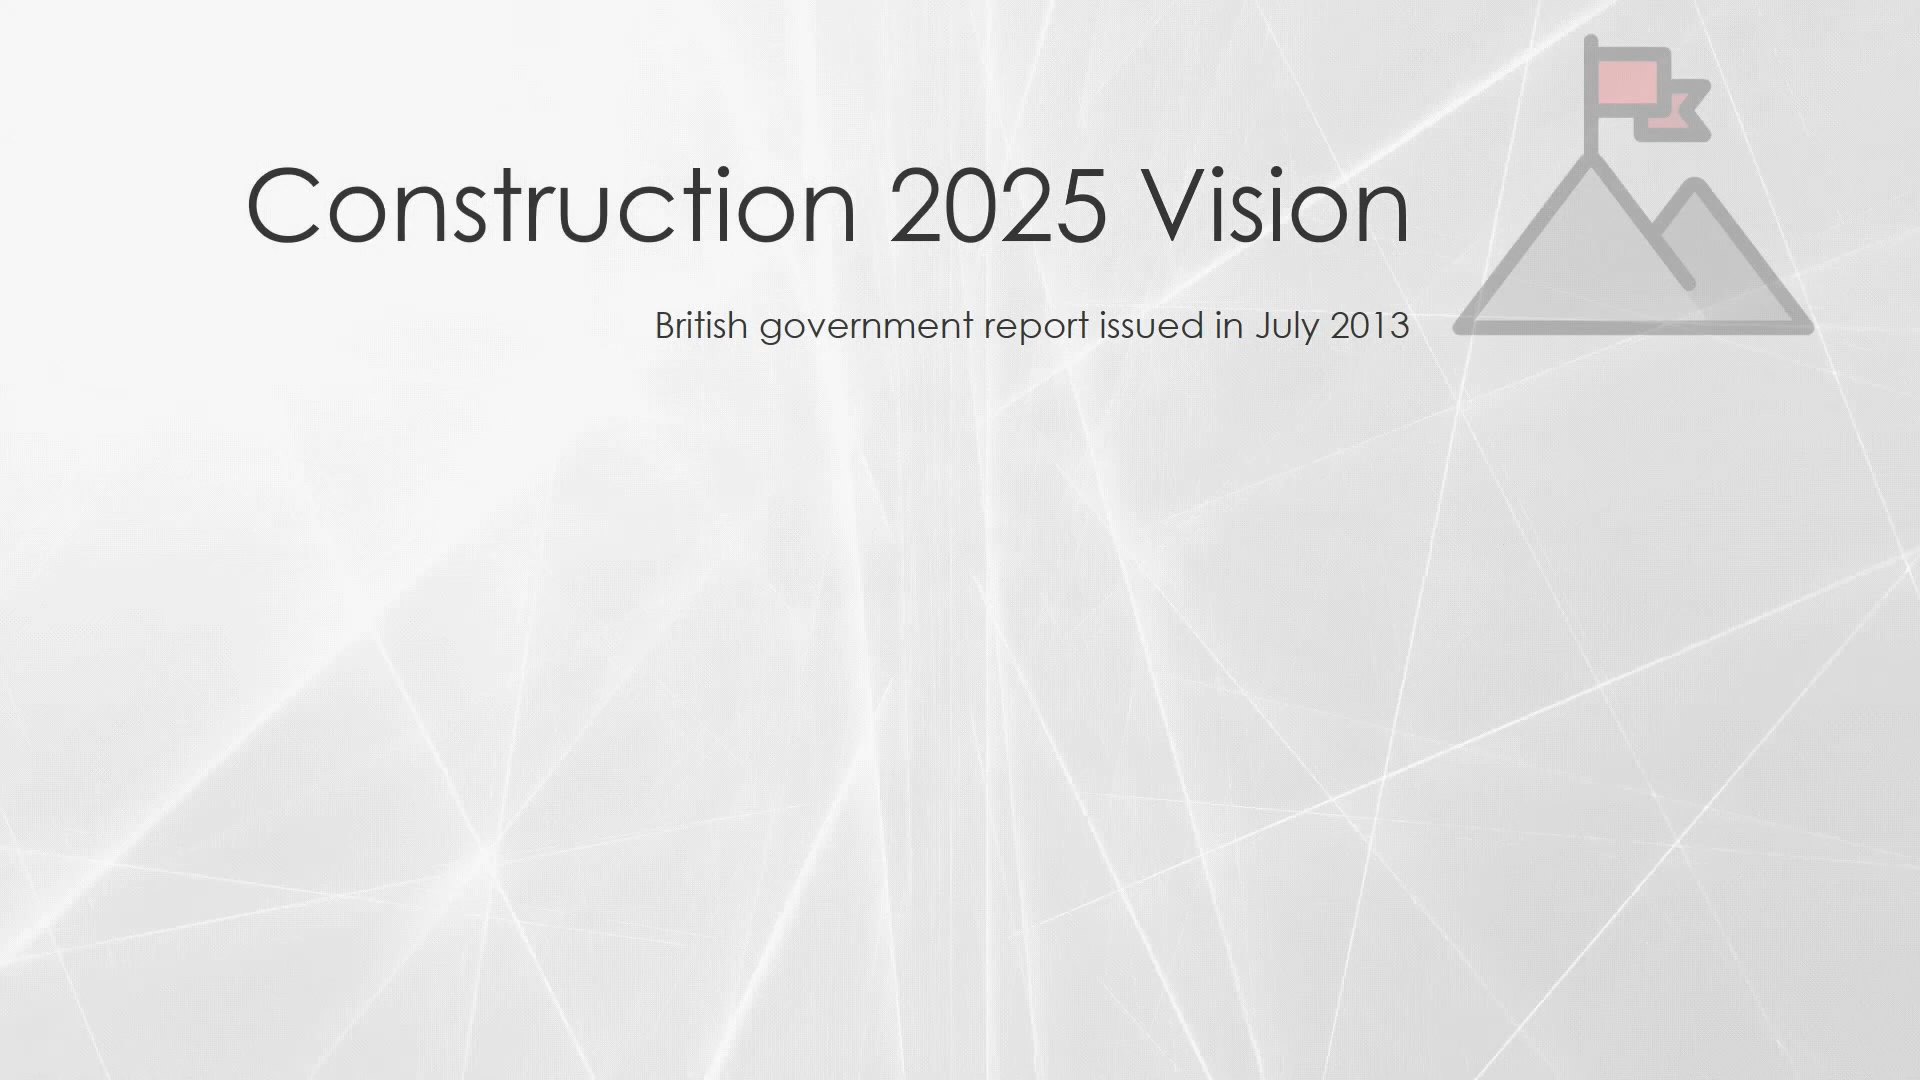 Construction 2025 Vision
British government report issued in July 2013